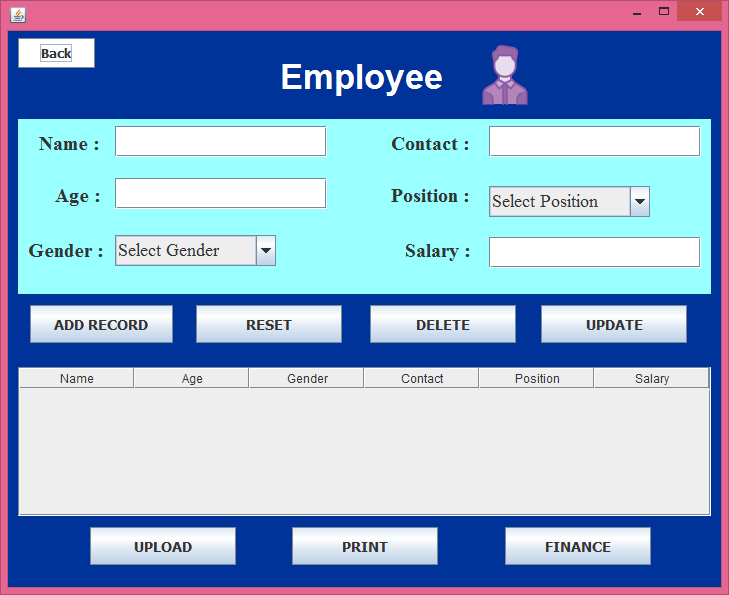 Back
Employee
Name : Contact :
Age : Position : Select Position
Gender : Select Gender Salary :
ADD RECORD RESET DELETE UPDATE
Name Age Gender Contact Position Salary
UPLOAD PRINT FINANCE